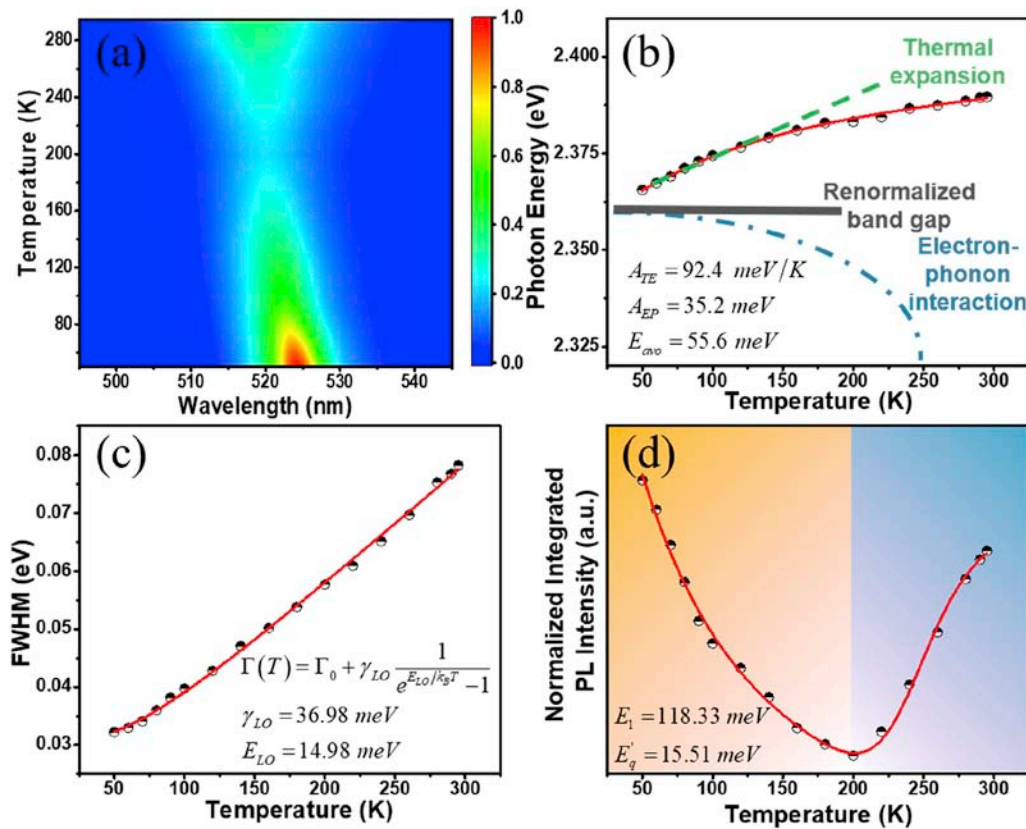 (a)
280
240
200
160
120
80
Temperature (K)
500 510 520 530 540
Wavelength (nm)
1.0
0.8
0.6
0.4
0.2
0.0
Photon Energy (eV)
(b)
2.400
2.375
2.350
2.325
Thermal
expansion
Renormalized
band gap
Electron-
phonon
interaction
A_TE = 92.4 meV/K
A_EP = 35.2 meV
E_avo = 55.6 meV
50 100 150 200 250 300
Temperature (K)
(c)
0.08
0.07
0.06
0.05
0.04
0.03
FWHM (eV)
Γ(T) = Γ_0 + γ_LO 1/(e^{E_LO/k_BT} − 1)
γ_LO = 36.98 meV
E_LO = 14.98 meV
50 100 150 200 250 300
Temperature (K)
(d)
Normalized Integrated
PL Intensity (a.u.)
E_1 = 118.33 meV
E'_q = 15.51 meV
50 100 150 200 250 300
Temperature (K)